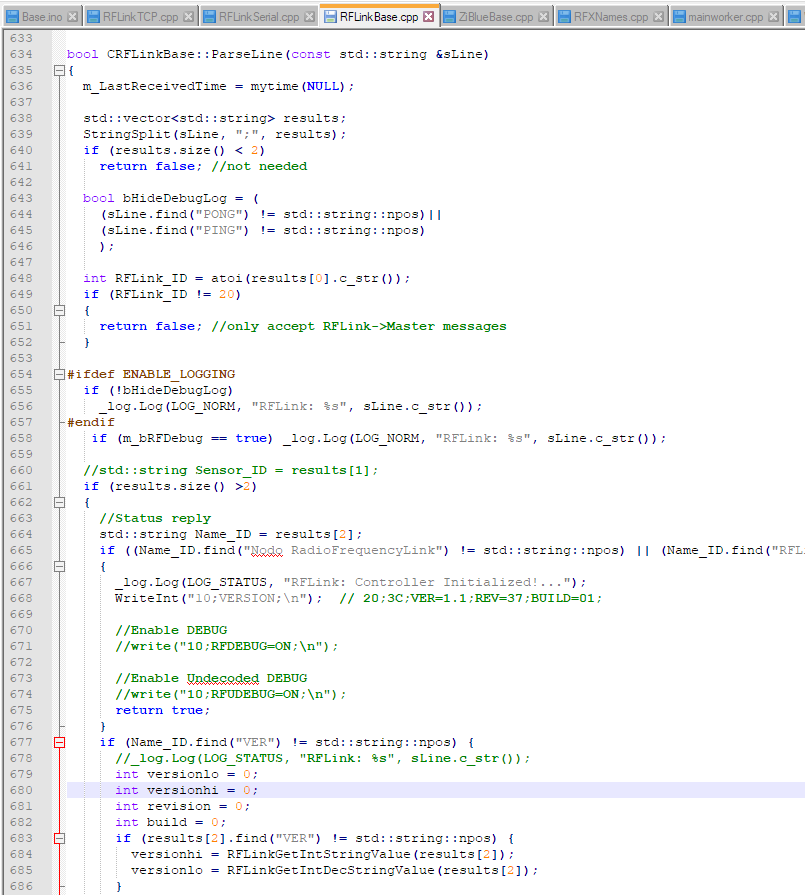 Base.ino RFLinkTCP.cpp RFLinkSerial.cpp RFLinkBase.cpp ZiBlueBase.cpp RFXNames.cpp mainworker.cpp
633
634 bool CRFLinkBase::ParseLine(const std::string &sLine)
635 {
636 m_LastReceivedTime = mytime(NULL);
637
638 std::vector<std::string> results;
639 StringSplit(sLine, ";", results);
640 if (results.size() < 2)
641 return false; //not needed
642
643 bool bHideDebugLog = (
644 (sLine.find("PONG") != std::string::npos)||
645 (sLine.find("PING") != std::string::npos)
646 );
647
648 int RFLink_ID = atoi(results[0].c_str());
649 if (RFLink_ID != 20)
650 {
651 return false; //only accept RFLink->Master messages
652 }
653
654 #ifdef ENABLE_LOGGING
655 if (!bHideDebugLog)
656 _log.Log(LOG_NORM, "RFLink: %s", sLine.c_str());
657 #endif
658 if (m_bRFDebug == true) _log.Log(LOG_NORM, "RFLink: %s", sLine.c_str());
659
660 //std::string Sensor_ID = results[1];
661 if (results.size() >2)
662 {
663 //Status reply
664 std::string Name_ID = results[2];
665 if ((Name_ID.find("Nodo RadioFrequencyLink") != std::string::npos) || (Name_ID.find("RFL
666 {
667 _log.Log(LOG_STATUS, "RFLink: Controller Initialized!...");
668 WriteInt("10;VERSION;\n"); // 20;3C;VER=1.1;REV=37;BUILD=01;
669
670 //Enable DEBUG
671 //write("10;RFDEBUG=ON;\n");
672
673 //Enable Undecoded DEBUG
674 //write("10;RFUDEBUG=ON;\n");
675 return true;
676 }
677 if (Name_ID.find("VER") != std::string::npos) {
678 //_log.Log(LOG_STATUS, "RFLink: %s", sLine.c_str());
679 int versionlo = 0;
680 int versionhi = 0;
681 int revision = 0;
682 int build = 0;
683 if (results[2].find("VER") != std::string::npos) {
684 versionhi = RFLinkGetIntStringValue(results[2]);
685 versionlo = RFLinkGetIntDecStringValue(results[2]);
686 }